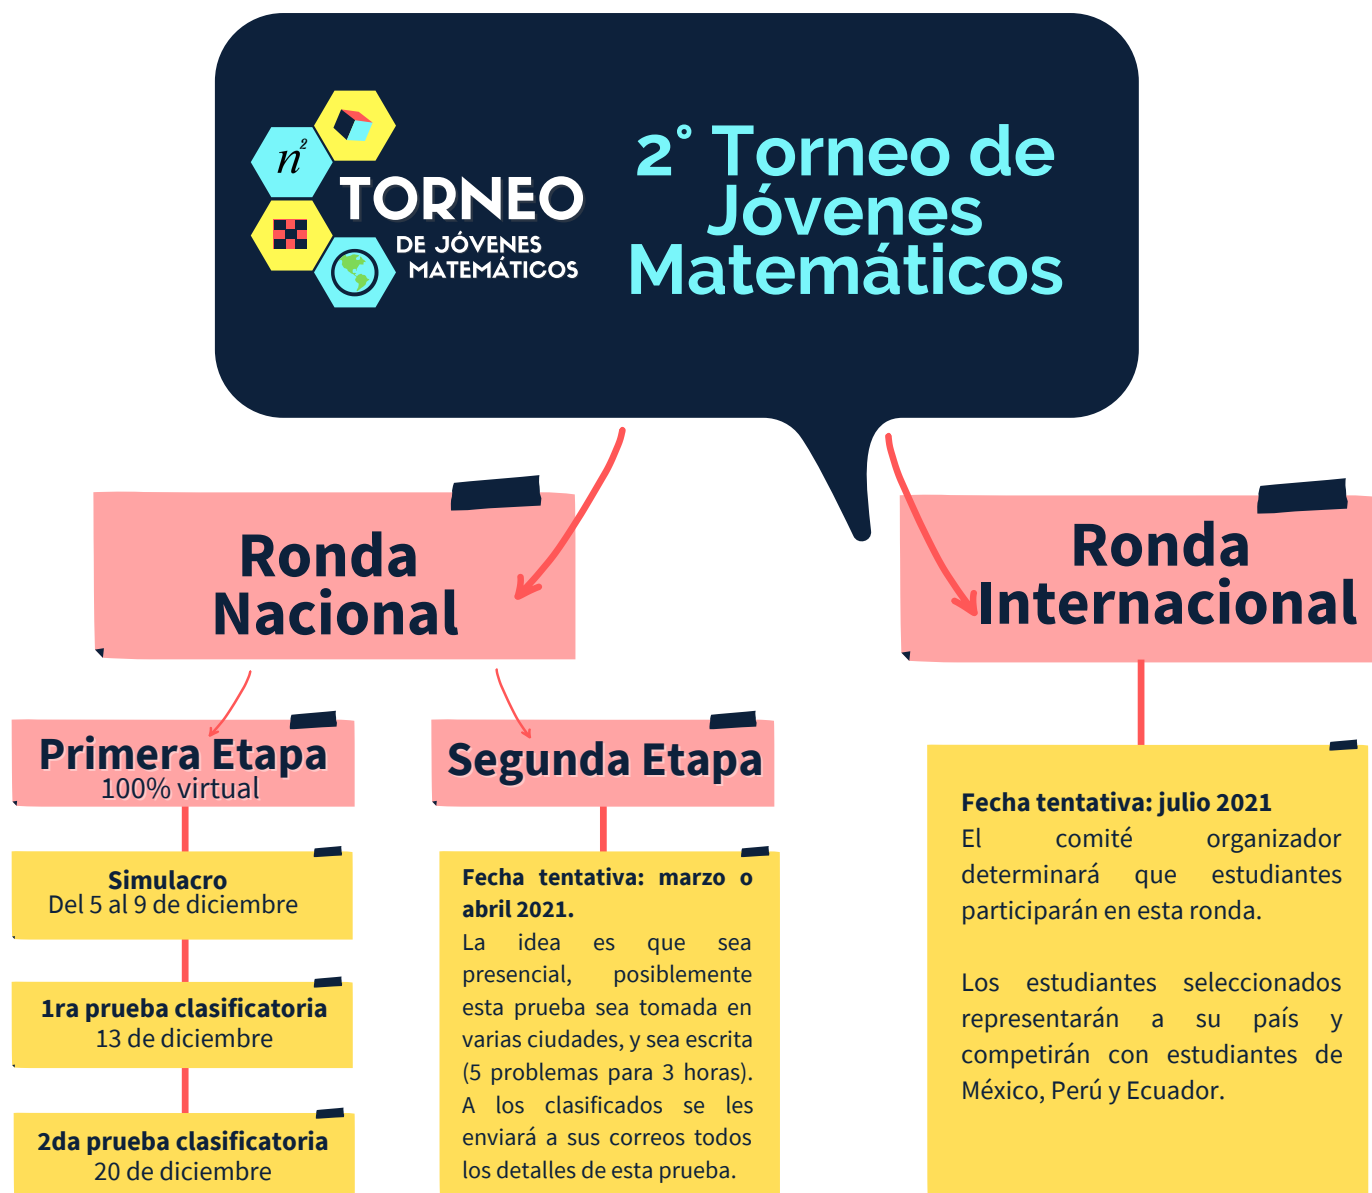 n²
TORNEO
DE JÓVENES
MATEMÁTICOS
2° Torneo de
Jóvenes
Matemáticos
Ronda
Nacional
Ronda
Internacional
Primera Etapa
100% virtual
Simulacro
Del 5 al 9 de diciembre
1ra prueba clasificatoria
13 de diciembre
2da prueba clasificatoria
20 de diciembre
Segunda Etapa
Fecha tentativa: marzo o
abril 2021.
La idea es que sea
presencial, posiblemente
esta prueba sea tomada en
varias ciudades, y sea escrita
(5 problemas para 3 horas).
A los clasificados se les
enviará a sus correos todos
los detalles de esta prueba.
Fecha tentativa: julio 2021
El comité organizador
determinará que estudiantes
participarán en esta ronda.
Los estudiantes seleccionados
representarán a su país y
competirán con estudiantes de
México, Perú y Ecuador.